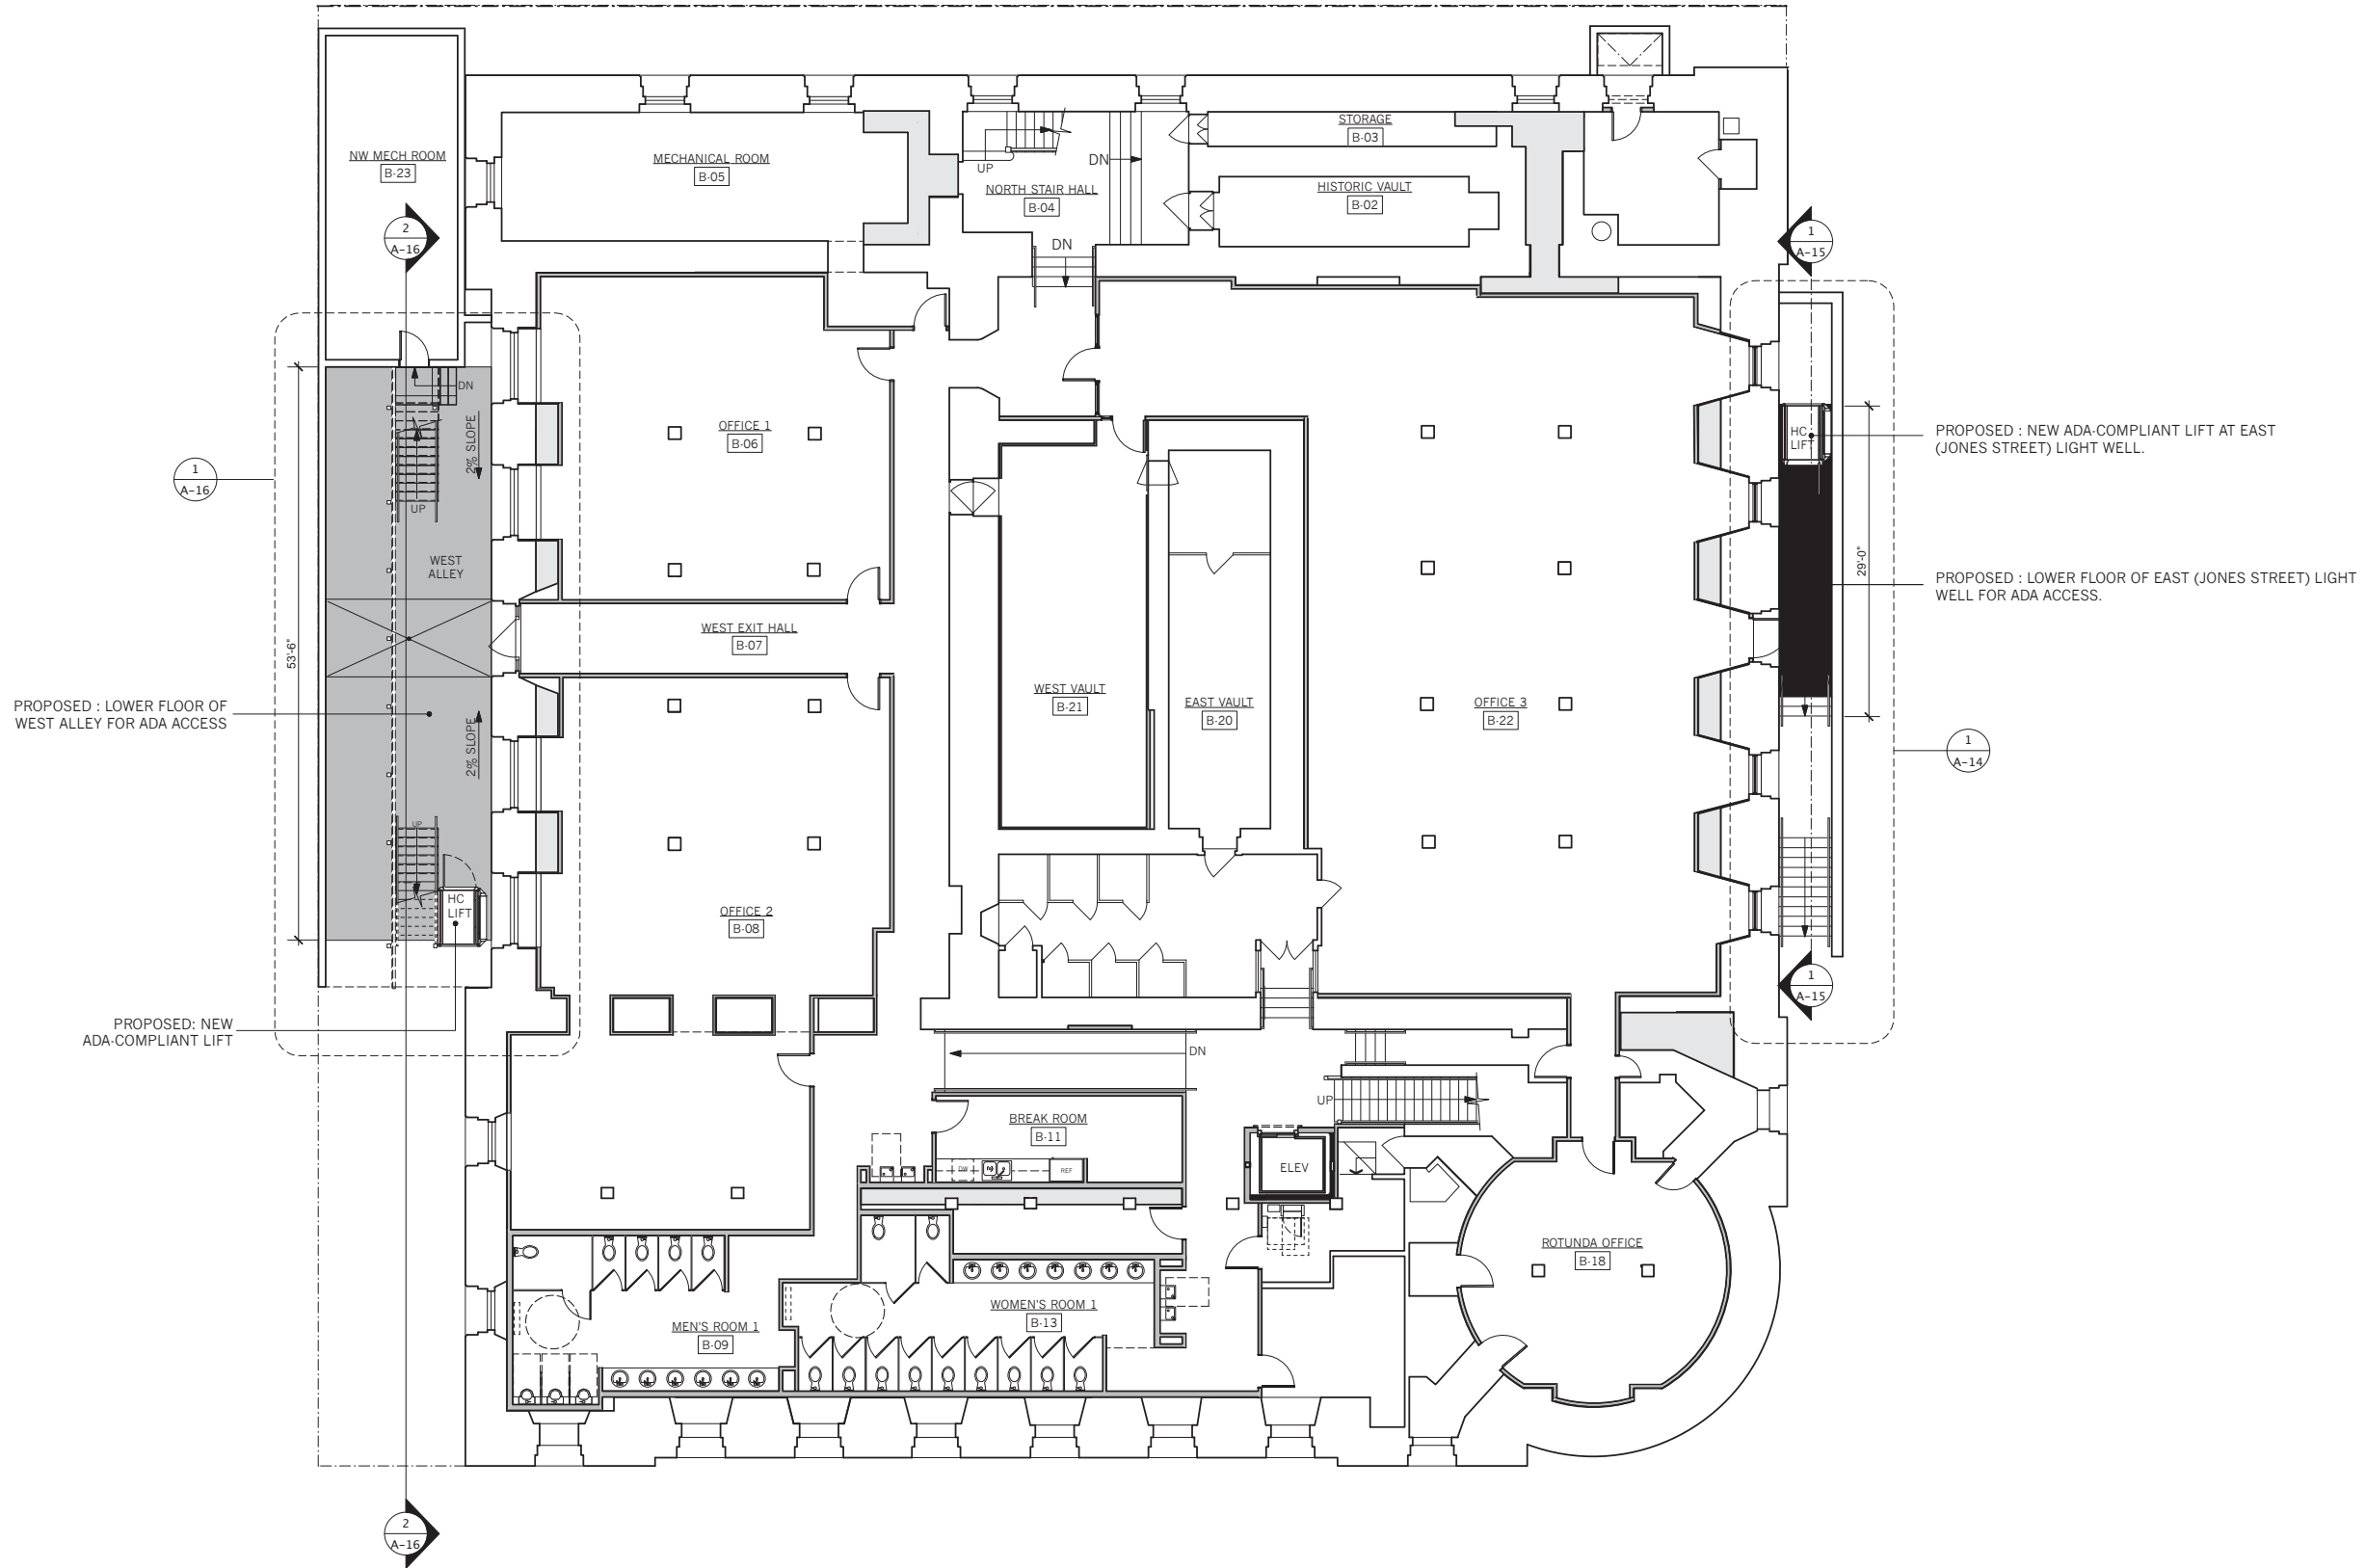 STORAGE
B-03
NW MECH ROOM
B-23
MECHANICAL ROOM
B-05
UP
DN
NORTH STAIR HALL
B-04
HISTORIC VAULT
B-02
2
A-16
1
A-15
DN
DN
2% SLOPE
UP
OFFICE 1
B-06
HC
LIFT
PROPOSED : NEW ADA-COMPLIANT LIFT AT EAST
(JONES STREET) LIGHT WELL.
1
A-16
WEST
ALLEY
29'-0"
PROPOSED : LOWER FLOOR OF EAST (JONES STREET) LIGHT
WELL FOR ADA ACCESS.
53'-6"
WEST EXIT HALL
B-07
WEST VAULT
B-21
EAST VAULT
B-20
OFFICE 3
B-22
PROPOSED : LOWER FLOOR OF
WEST ALLEY FOR ADA ACCESS
2% SLOPE
1
A-14
UP
HC
LIFT
OFFICE 2
B-08
1
A-15
PROPOSED: NEW
ADA-COMPLIANT LIFT
DN
UP
BREAK ROOM
B-11
DW
REF
ELEV
ROTUNDA OFFICE
B-18
WOMEN'S ROOM 1
B-13
MEN'S ROOM 1
B-09
2
A-16